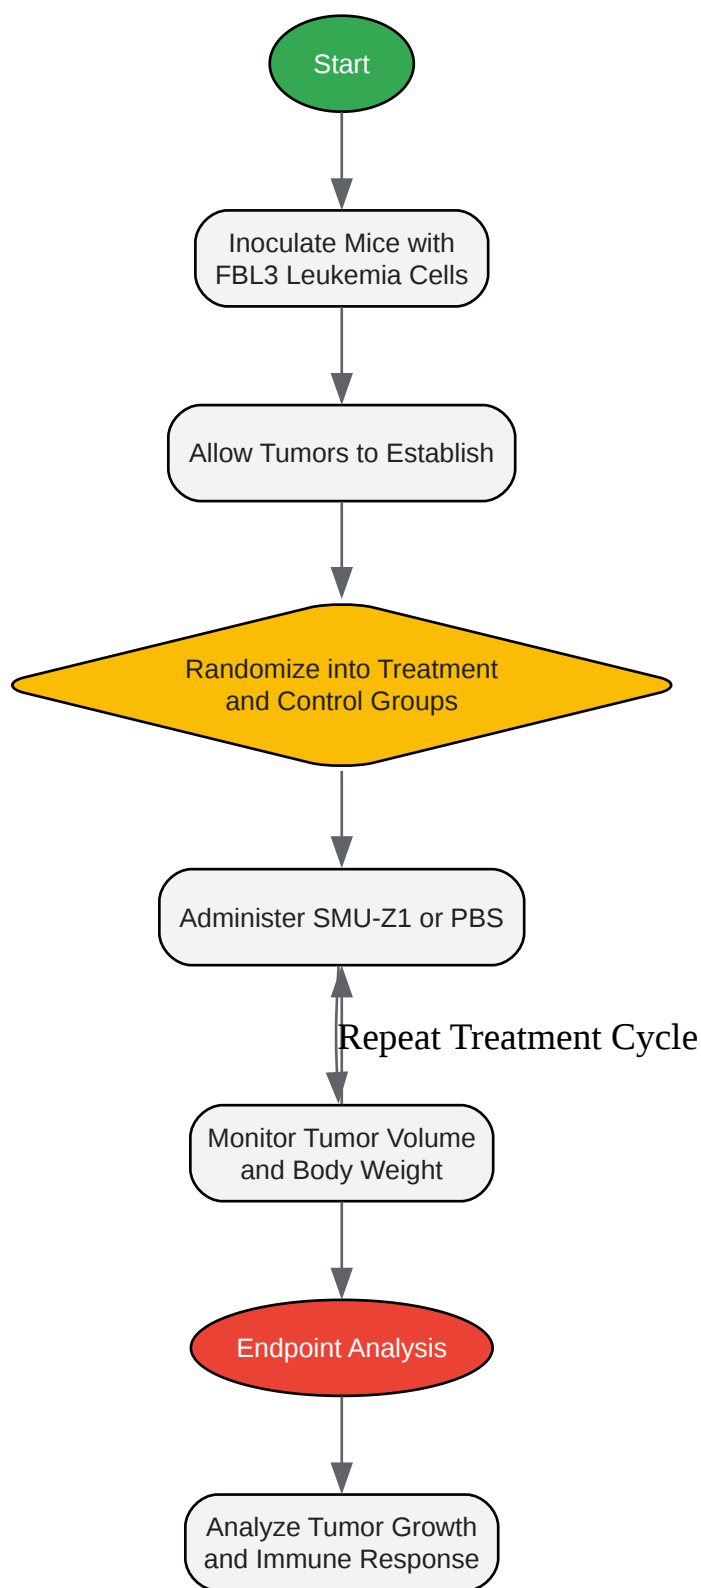 Start
Inoculate Mice with
FBL3 Leukemia Cells
Allow Tumors to Establish
Randomize into Treatment
and Control Groups
Administer SMU-Z1 or PBS
Repeat Treatment Cycle
Monitor Tumor Volume
and Body Weight
Endpoint Analysis
Analyze Tumor Growth
and Immune Response